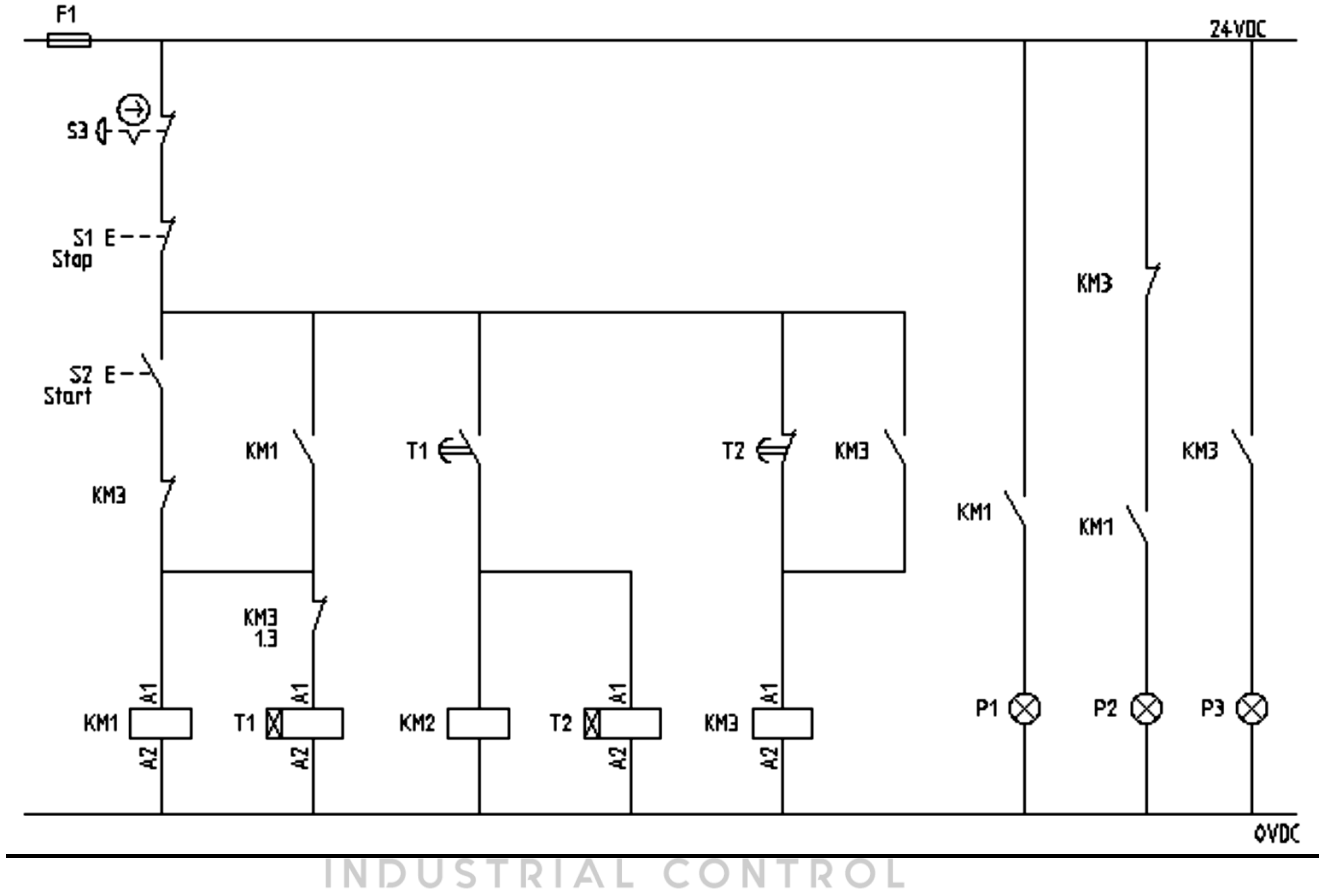 F1
24VDC
S3
S1 E
Stop
KM3
S2 E
Start
KM1
T1
T2
KM3
KM3
KM3
KM1
KM1
KM3
1.3
A1
A1
A1
A1
KM1
T1
KM2
T2
KM3
P1
P2
P3
A2
A2
A2
A2
0VDC
INDUSTRIAL CONTROL